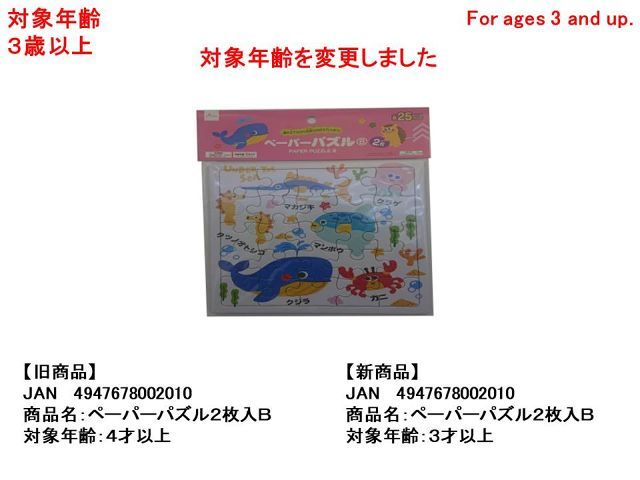 対象年齢
３歳以上
For ages 3 and up.
対象年齢を変更しました
25
ペーパーパズルⒷ 2枚
PAPER PUZZLE B
UNDER THE SEA
マカジキ
クラゲ
タツノオトシゴ
マンボウ
クジラ
カニ
【旧商品】
JAN　4947678002010
商品名：ペーパーパズル２枚入Ｂ
対象年齢：４才以上
【新商品】
JAN　4947678002010
商品名：ペーパーパズル２枚入Ｂ
対象年齢：３才以上